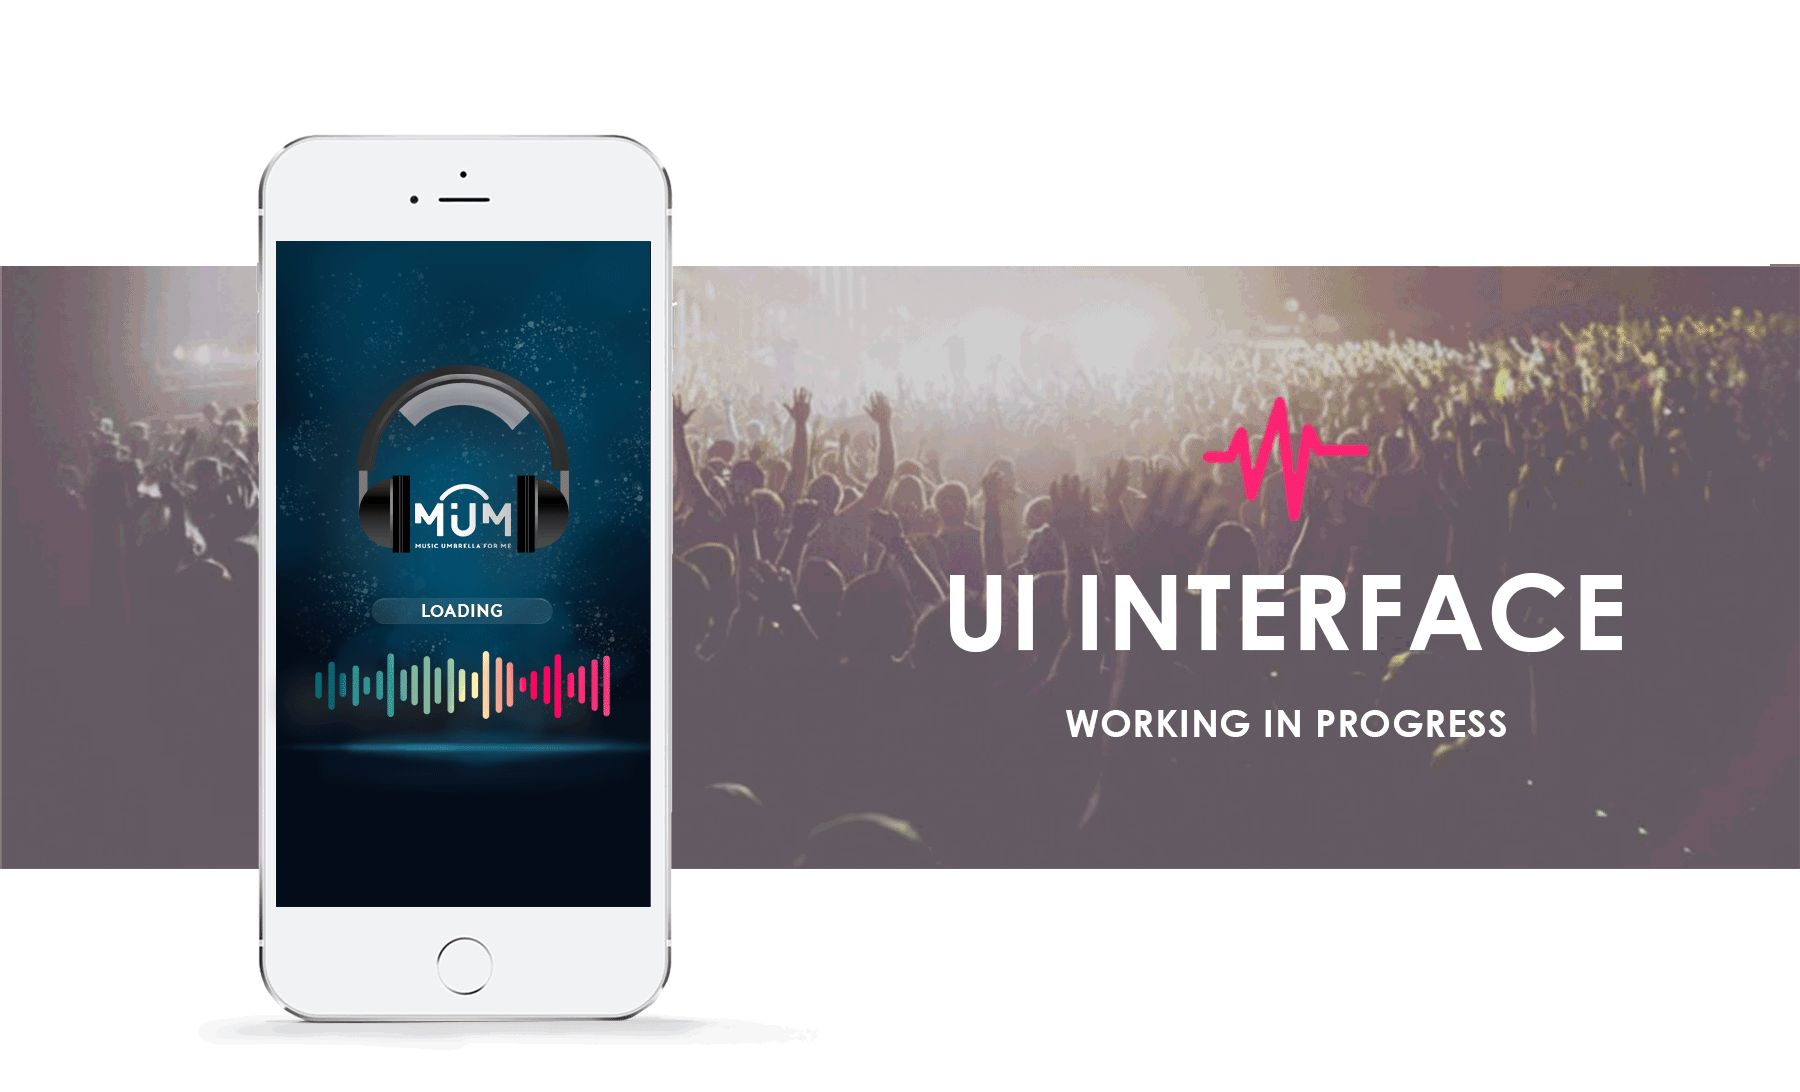 MUM
MUSIC UMBRELLA FOR ME
LOADING
UI INTERFACE
WORKING IN PROGRESS